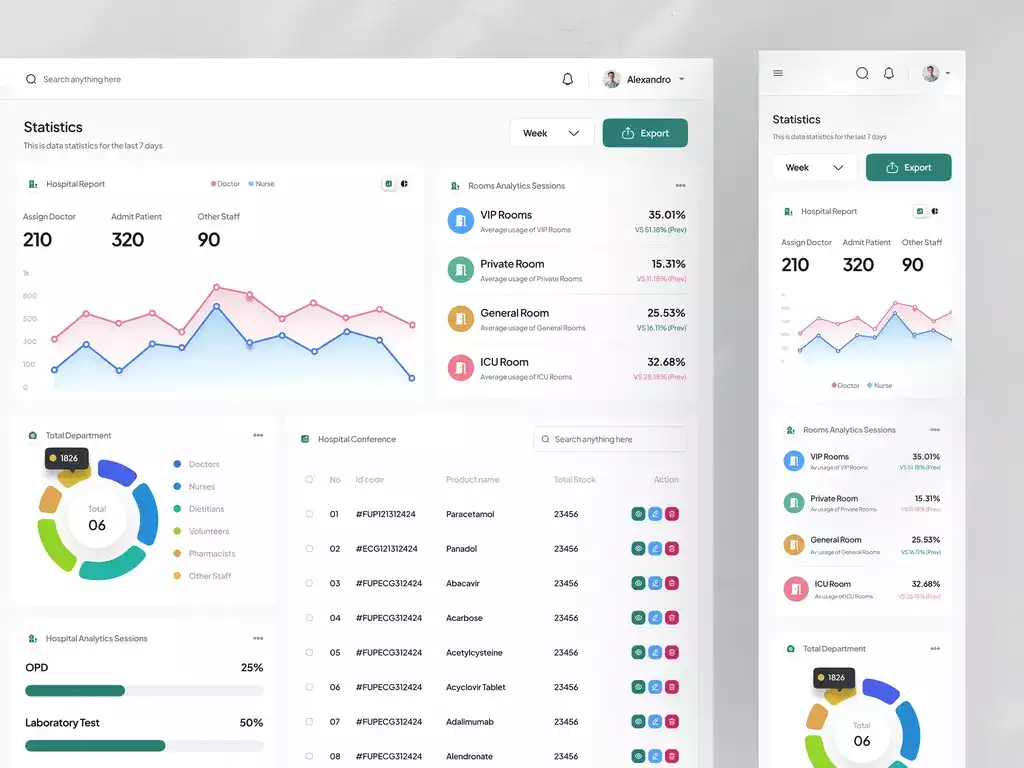 Search anything here
Alexandro
Statistics
This is data statistics for the last 7 days
Week
Export
Hospital Report
Doctor
Nurse
Assign Doctor
Admit Patient
Other Staff
210
320
90
1k
600
500
300
100
0
Rooms Analytics Sessions
VIP Rooms
35.01%
Average usage of VIP Rooms
VS 51.18% (Prev)
Private Room
15.31%
Average usage of Private Rooms
VS 11.18% (Prev)
General Room
25.53%
Average usage of General Rooms
VS 16.11% (Prev)
ICU Room
32.68%
Average usage of ICU Rooms
VS 28.18% (Prev)
Total Department
1826
Total
06
Doctors
Nurses
Dietitians
Volunteers
Pharmacists
Other Staff
Hospital Analytics Sessions
OPD
25%
Laboratory Test
50%
Hospital Conference
Search anything here
No Id code Product name Total Stock Action
01 #FUP121312424 Paracetamol 23456
02 #ECG121312424 Panadol 23456
03 #FUPECG312424 Abacavir 23456
04 #FUPECG312424 Acarbose 23456
05 #FUPECG312424 Acetylcysteine 23456
06 #FUPECG312424 Acyclovir Tablet 23456
07 #FUPECG312424 Adalimumab 23456
08 #FUPECG312424 Alendronate 23456
Statistics
This is data statistics for the last 7 days
Week
Export
Hospital Report
Assign Doctor
Admit Patient
Other Staff
210
320
90
Doctor
Nurse
Rooms Analytics Sessions
VIP Rooms
35.01%
Av usage of VIP Rooms
VS 51.18% (Prev)
Private Room
15.31%
Av usage of Private Rooms
VS 11.18% (Prev)
General Room
25.53%
Av. usage of General Rooms
VS 16.11% (Prev)
ICU Room
32.68%
Av usage of ICU Rooms
VS 28.18% (Prev)
Total Department
1826
Total
06